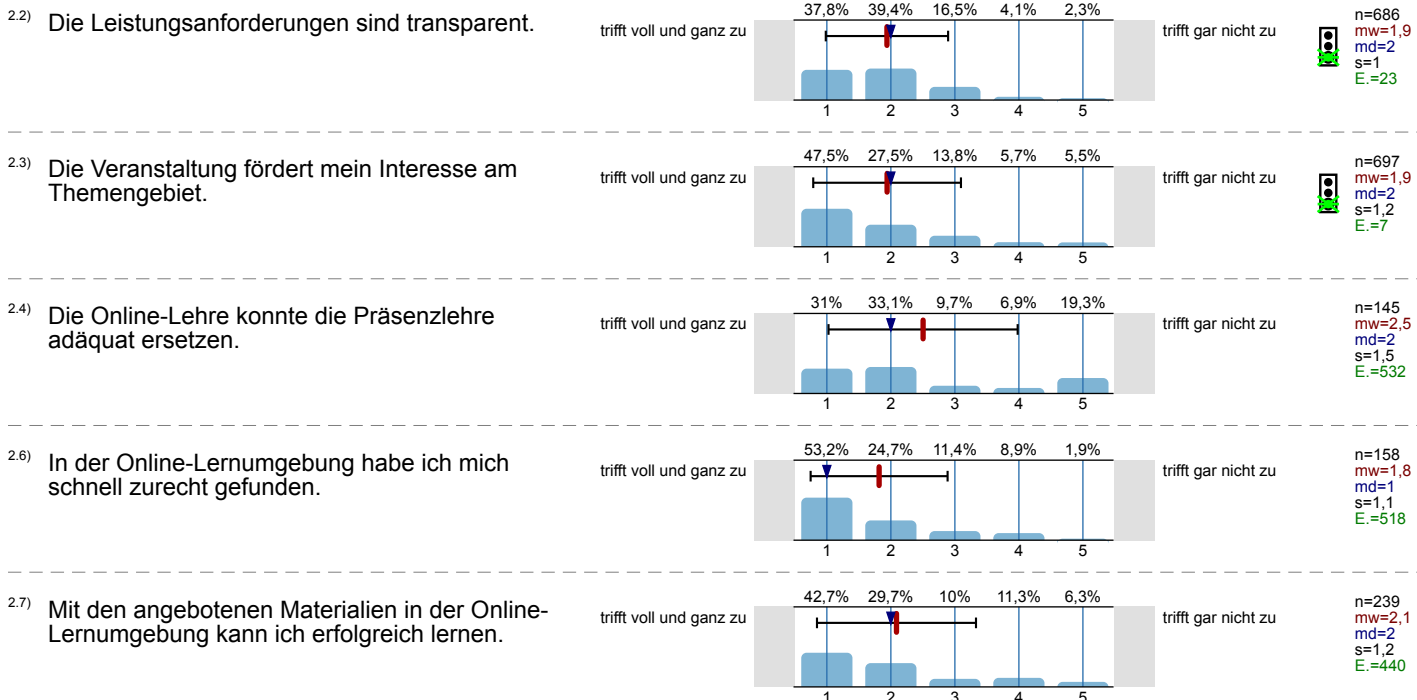 2.2) Die Leistungsanforderungen sind transparent.
trifft voll und ganz zu
37,8% 39,4% 16,5% 4,1% 2,3%
1 2 3 4 5
trifft gar nicht zu
n=686
mw=1,9
md=2
s=1
E.=23
2.3) Die Veranstaltung fördert mein Interesse am
Themengebiet.
trifft voll und ganz zu
47,5% 27,5% 13,8% 5,7% 5,5%
1 2 3 4 5
trifft gar nicht zu
n=697
mw=1,9
md=2
s=1,2
E.=7
2.4) Die Online-Lehre konnte die Präsenzlehre
adäquat ersetzen.
trifft voll und ganz zu
31% 33,1% 9,7% 6,9% 19,3%
1 2 3 4 5
trifft gar nicht zu
n=145
mw=2,5
md=2
s=1,5
E.=532
2.6) In der Online-Lernumgebung habe ich mich
schnell zurecht gefunden.
trifft voll und ganz zu
53,2% 24,7% 11,4% 8,9% 1,9%
1 2 3 4 5
trifft gar nicht zu
n=158
mw=1,8
md=1
s=1,1
E.=518
2.7) Mit den angebotenen Materialien in der Online-
Lernumgebung kann ich erfolgreich lernen.
trifft voll und ganz zu
42,7% 29,7% 10% 11,3% 6,3%
1 2 3 4 5
trifft gar nicht zu
n=239
mw=2,1
md=2
s=1,2
E.=440